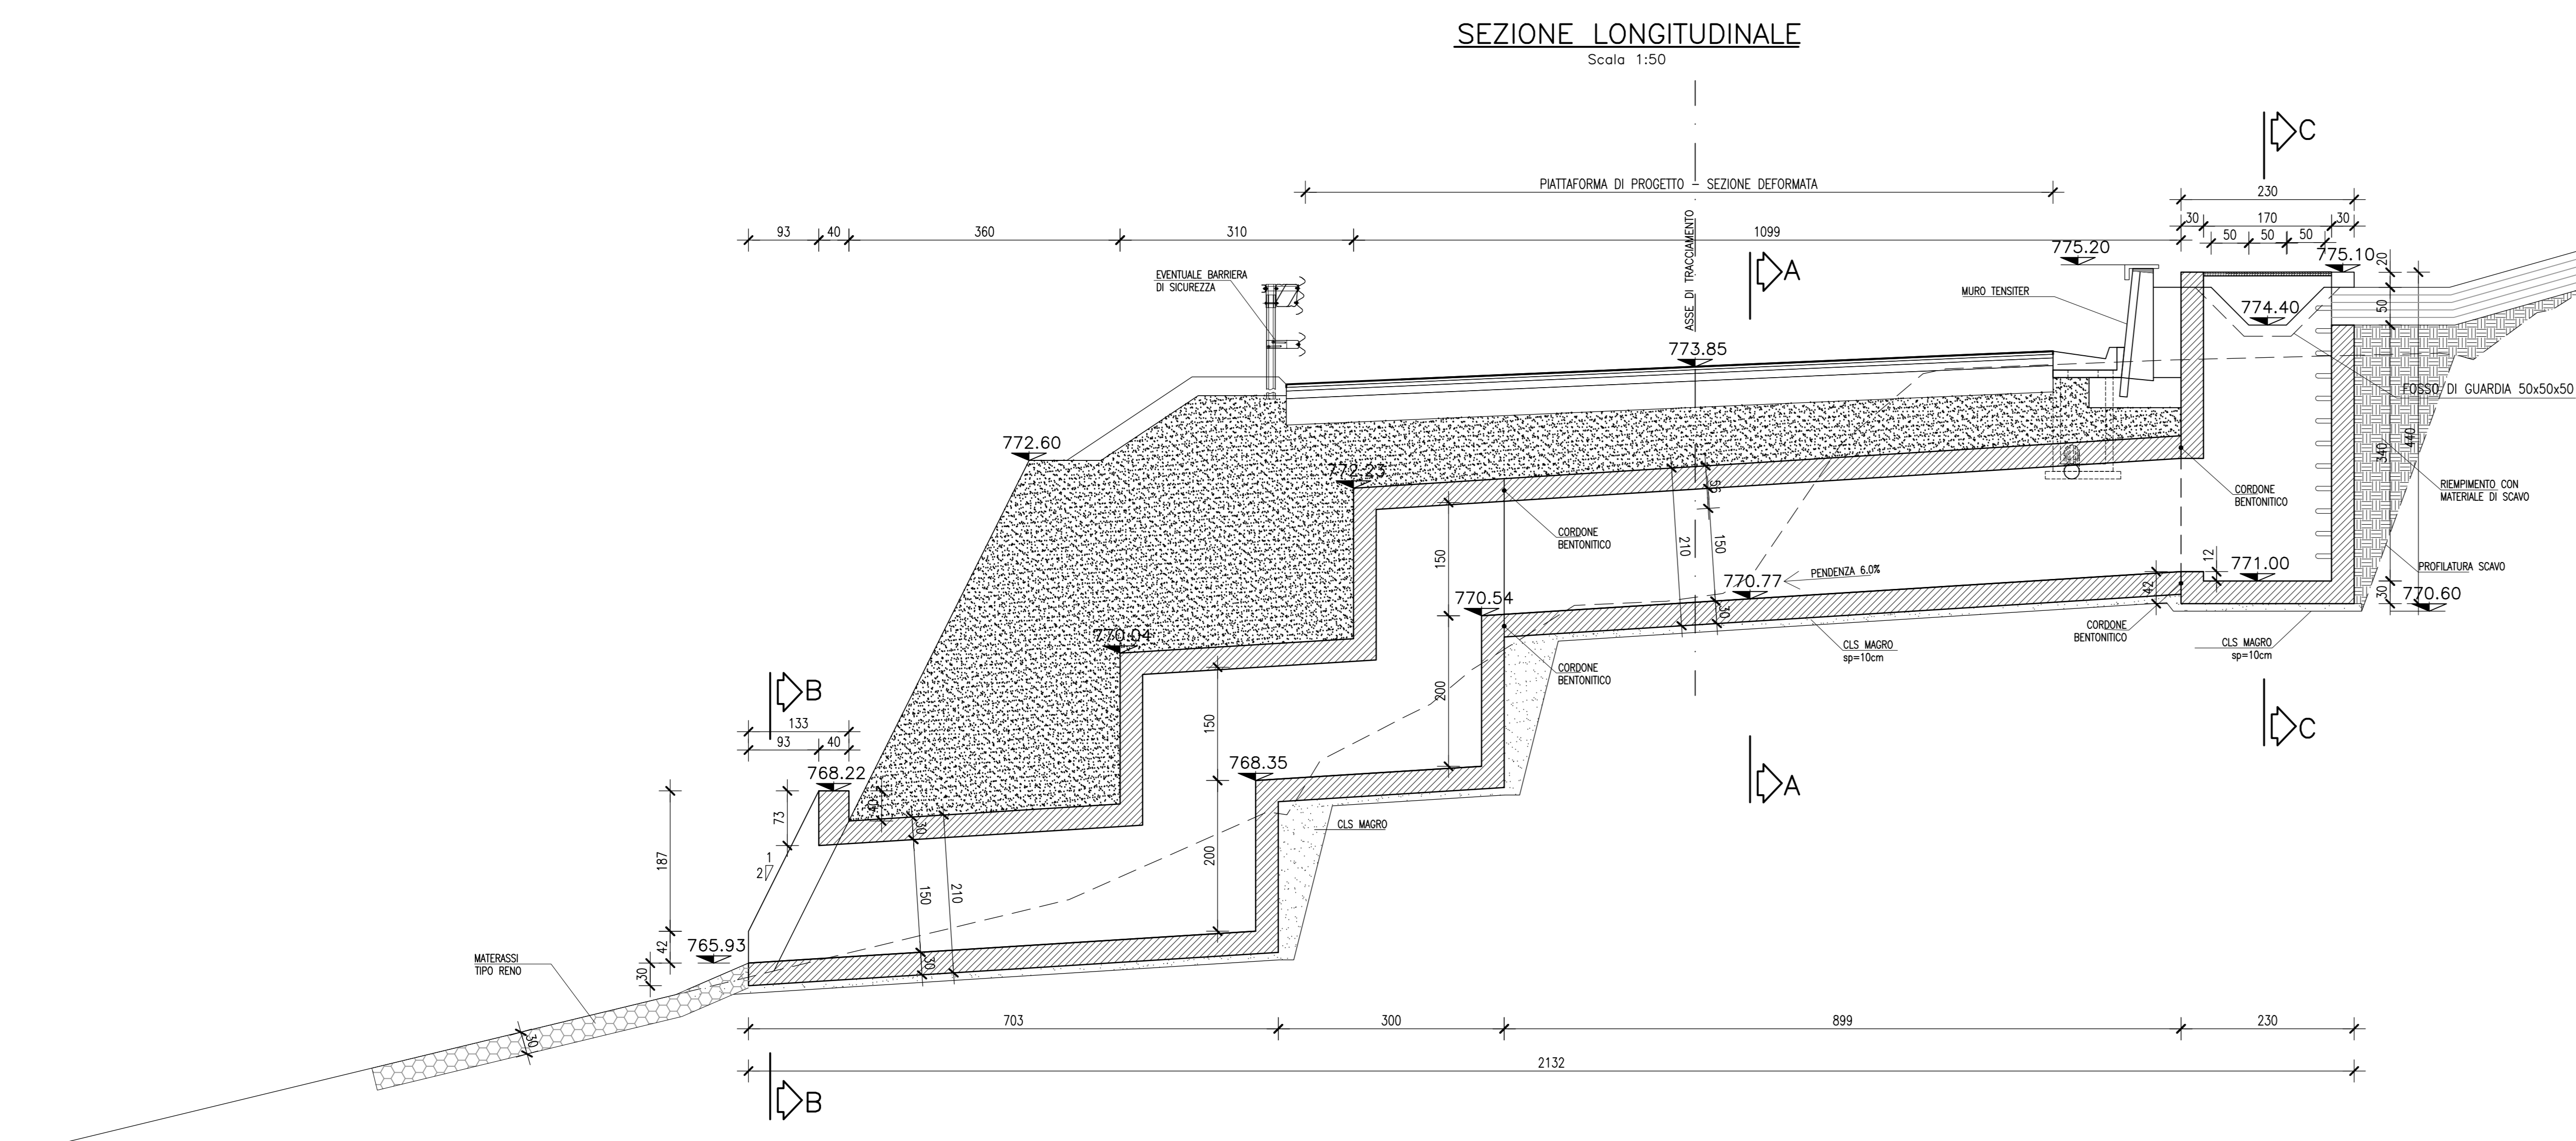 SEZIONE LONGITUDINALE
Scala 1:50
C
PIATTAFORMA DI PROGETTO - SEZIONE DEFORMATA
230
30
170
30
50
50
50
93
40
360
310
1099
ASSE DI TRACCIAMENTO
A
775.20
775.10
20
EVENTUALE BARRIERA
DI SICUREZZA
MURO TENSITER
774.40
50
773.85
FOSSO DI GUARDIA 50x50x50
772.60
772.23
340
440
56
CORDONE
BENTONITICO
RIEMPIMENTO CON
MATERIALE DI SCAVO
CORDONE
BENTONITICO
150
210
150
12
771.00
PROFILATURA SCAVO
PENDENZA 6.0%
770.77
42
30
770.60
770.54
30
CORDONE
BENTONITICO
CLS MAGRO
sp=10cm
CLS MAGRO
sp=10cm
770.04
CORDONE
BENTONITICO
200
B
133
93
40
150
C
768.22
768.35
A
40
73
30
CLS MAGRO
187
1
2
200
150
210
42
765.93
MATERASSI
TIPO RENO
30
30
30
703
300
899
230
2132
B